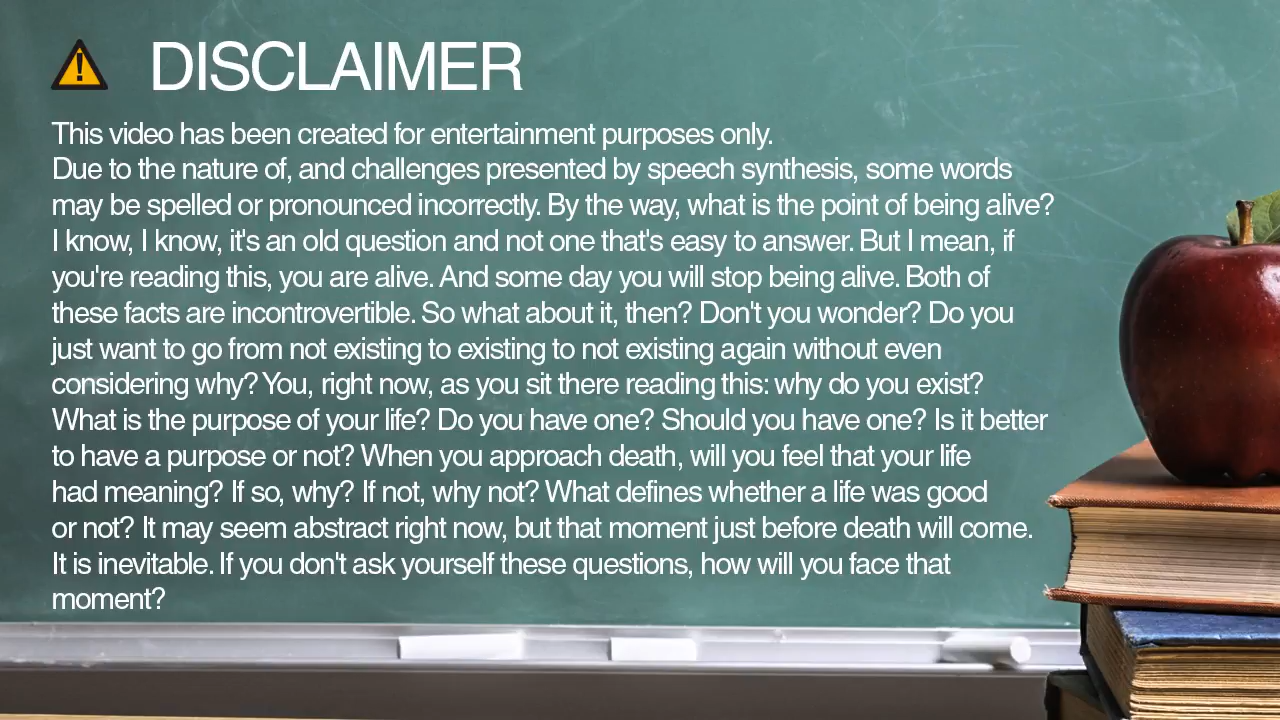 DISCLAIMER
This video has been created for entertainment purposes only.
Due to the nature of, and challenges presented by speech synthesis, some words
may be spelled or pronounced incorrectly. By the way, what is the point of being alive?
I know, I know, it's an old question and not one that's easy to answer. But I mean, if
you're reading this, you are alive. And some day you will stop being alive. Both of
these facts are incontrovertible. So what about it, then? Don't you wonder? Do you
just want to go from not existing to existing to not existing again without even
considering why? You, right now, as you sit there reading this: why do you exist?
What is the purpose of your life? Do you have one? Should you have one? Is it better
to have a purpose or not? When you approach death, will you feel that your life
had meaning? If so, why? If not, why not? What defines whether a life was good
or not? It may seem abstract right now, but that moment just before death will come.
It is inevitable. If you don't ask yourself these questions, how will you face that
moment?